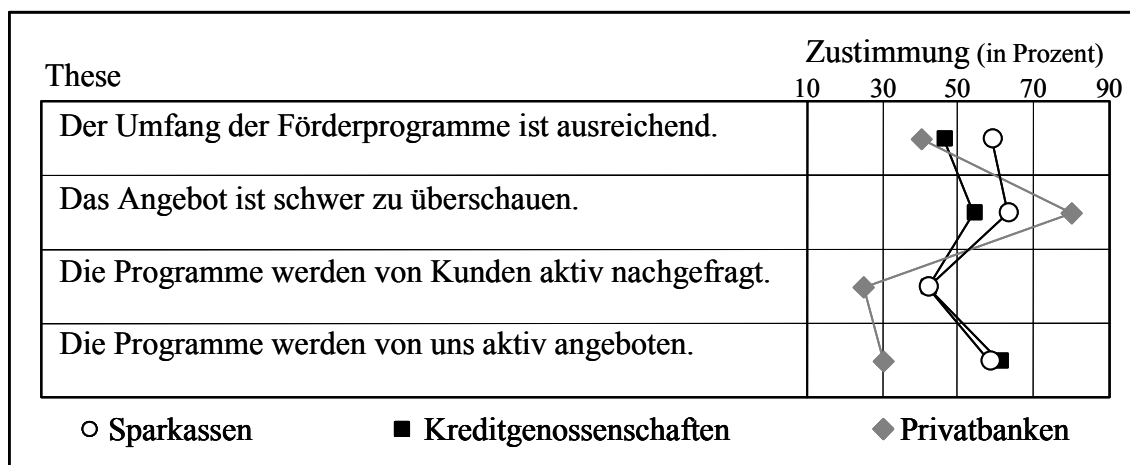 Zustimmung (in Prozent)
These
10 30 50 70 90
Der Umfang der Förderprogramme ist ausreichend.
Das Angebot ist schwer zu überschauen.
Die Programme werden von Kunden aktiv nachgefragt.
Die Programme werden von uns aktiv angeboten.
Sparkassen Kreditgenossenschaften Privatbanken